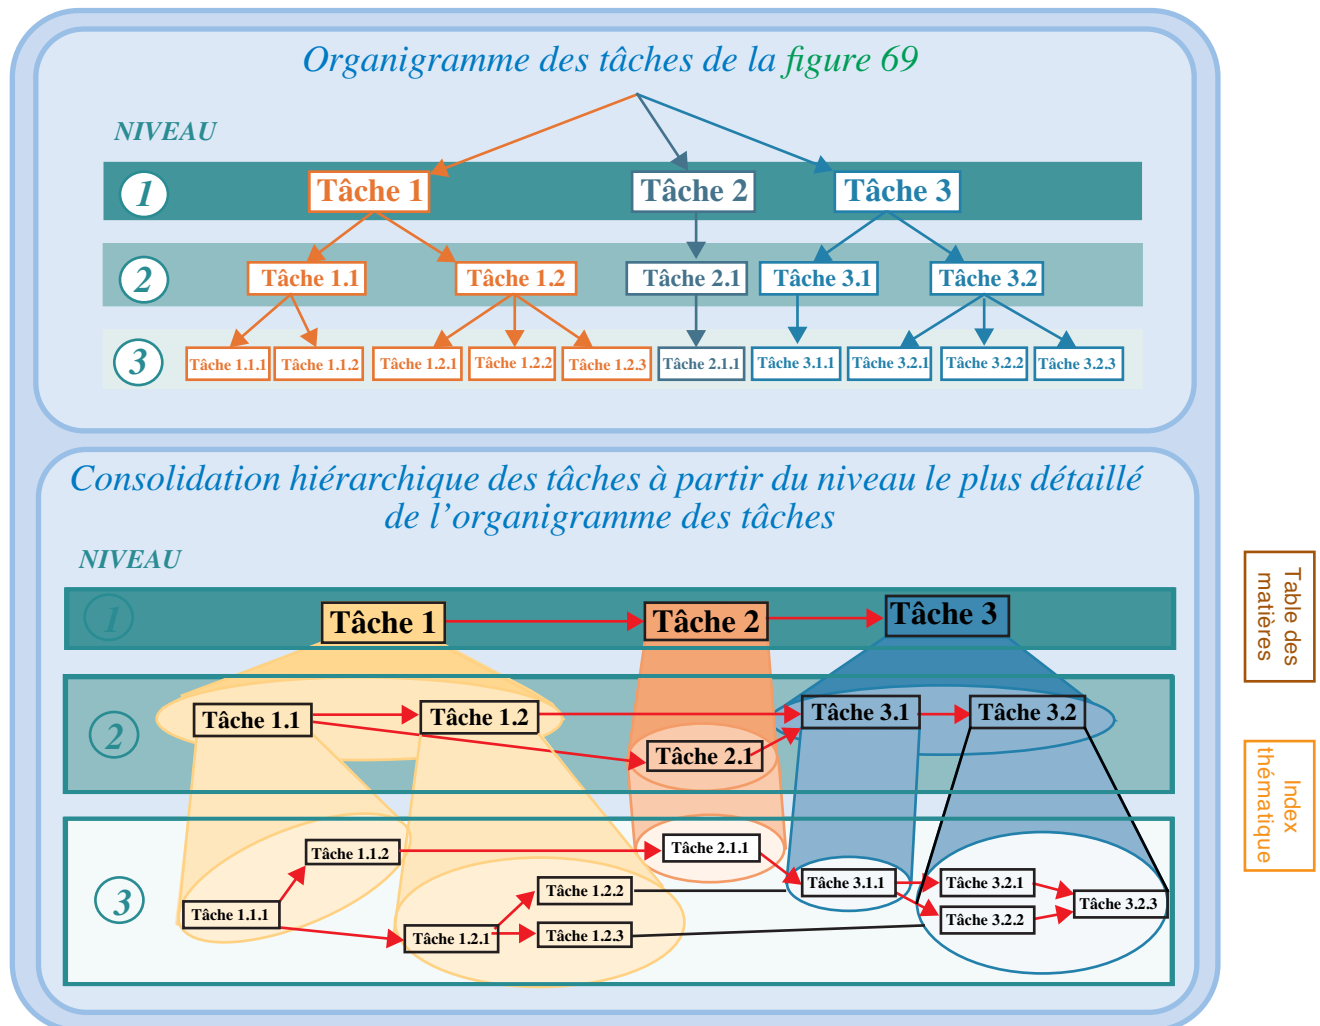 Organigramme des tâches de la figure 69
NIVEAU
1
Tâche 1
Tâche 2
Tâche 3
2
Tâche 1.1
Tâche 1.2
Tâche 2.1
Tâche 3.1
Tâche 3.2
3
Tâche 1.1.1
Tâche 1.1.2
Tâche 1.2.1
Tâche 1.2.2
Tâche 1.2.3
Tâche 2.1.1
Tâche 3.1.1
Tâche 3.2.1
Tâche 3.2.2
Tâche 3.2.3
Consolidation hiérarchique des tâches à partir du niveau le plus détaillé
de l’organigramme des tâches
NIVEAU
1
Tâche 1
Tâche 2
Tâche 3
2
Tâche 1.1
Tâche 1.2
Tâche 2.1
Tâche 3.1
Tâche 3.2
3
Tâche 1.1.1
Tâche 1.1.2
Tâche 1.2.1
Tâche 1.2.2
Tâche 1.2.3
Tâche 2.1.1
Tâche 3.1.1
Tâche 3.2.1
Tâche 3.2.2
Tâche 3.2.3
Table des
matières
Index
thématique